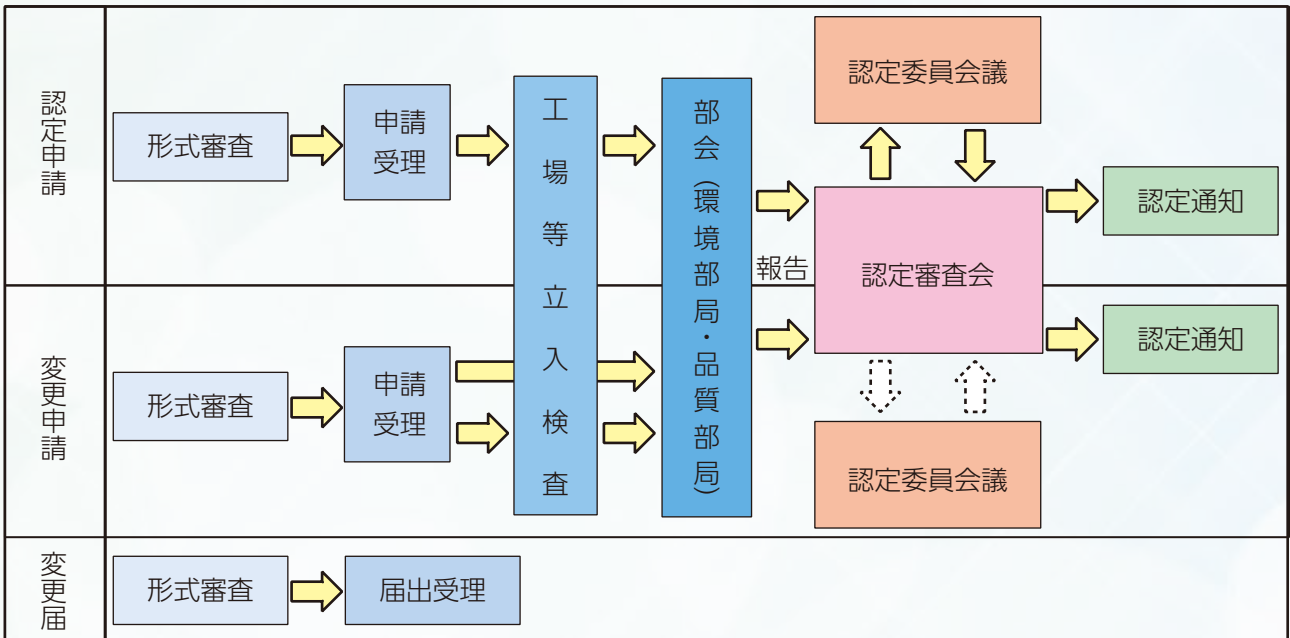 認定申請
形式審査
申請
受理
工場等立入検査
部会（環境部局・品質部局）
報告
認定委員会議
認定審査会
認定通知
変更申請
形式審査
申請
受理
認定委員会議
認定通知
変更届
形式審査
届出受理